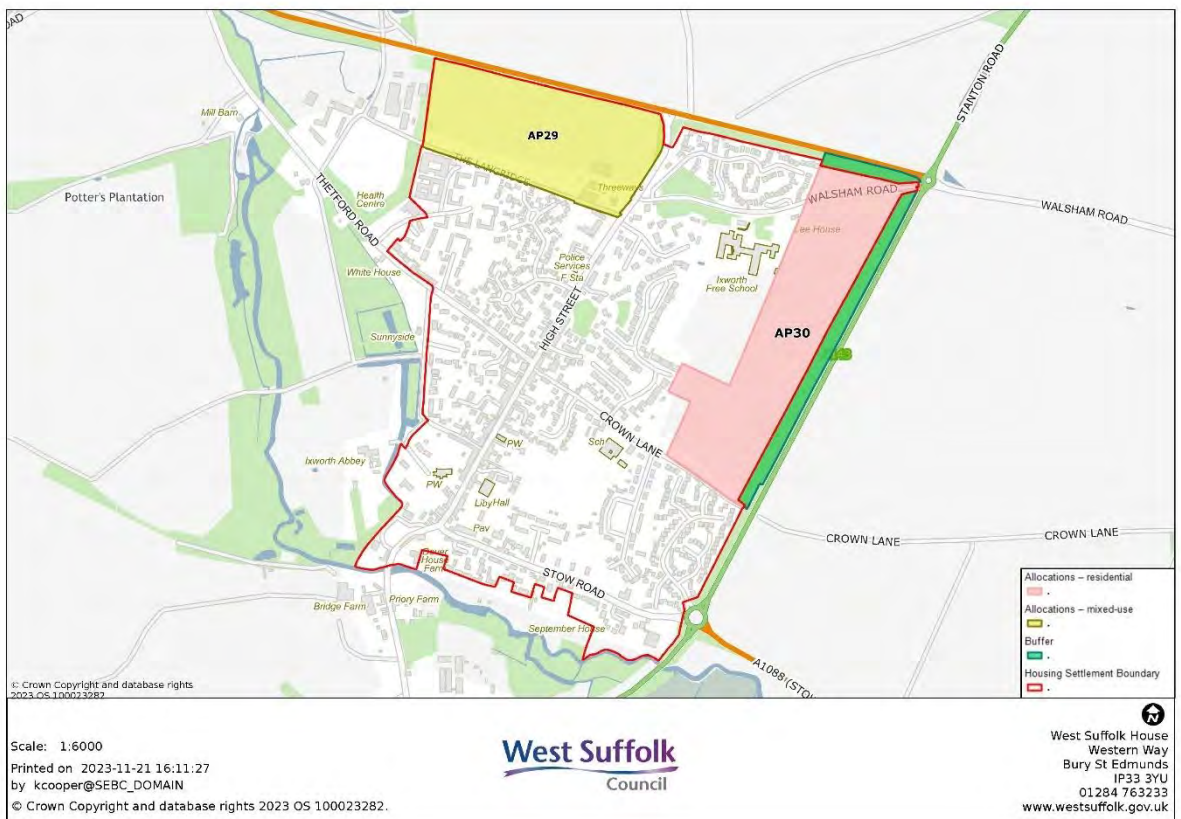 OAD
STANTON ROAD
Mill Barn
AP29
THE LANGRIDGE
Threeways
Potter's Plantation
THETFORD ROAD
Health
Centre
WALSHAM ROAD
WALSHAM ROAD
ee House
White House
Police
Services
F Sta
Ixworth
Free School
Sunnyside
HIGH STREET
AP30
CROWN LANE
PW
Sch
Ixworth Abbey
PW
Liby
Hall
Pav
CROWN LANE
CROWN LANE
House
Farm
STOW ROAD
Bridge Farm
Priory Farm
September House
A1088 (STO
Allocations – residential
.
Allocations – mixed-use
.
Buffer
.
Housing Settlement Boundary
.
© Crown Copyright and database rights
2023 OS 100023282
Scale: 1:6000
Printed on 2023-11-21 16:11:27
by kcooper@SEBC_DOMAIN
© Crown Copyright and database rights 2023 OS 100023282.
West Suffolk
Council
N
West Suffolk House
Western Way
Bury St Edmunds
IP33 3YU
01284 763233
www.westsuffolk.gov.uk